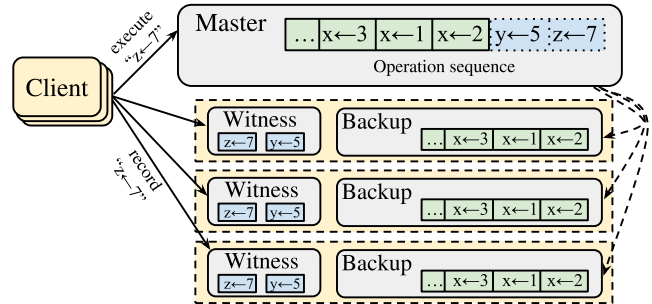 Master
… x←3 x←1 x←2 y←5 z←7
Operation sequence
execute
“z←7”
Client
record
“z←7”
Witness
z←7 y←5
Backup
… x←3 x←1 x←2
Witness
z←7 y←5
Backup
… x←3 x←1 x←2
Witness
z←7 y←5
Backup
… x←3 x←1 x←2